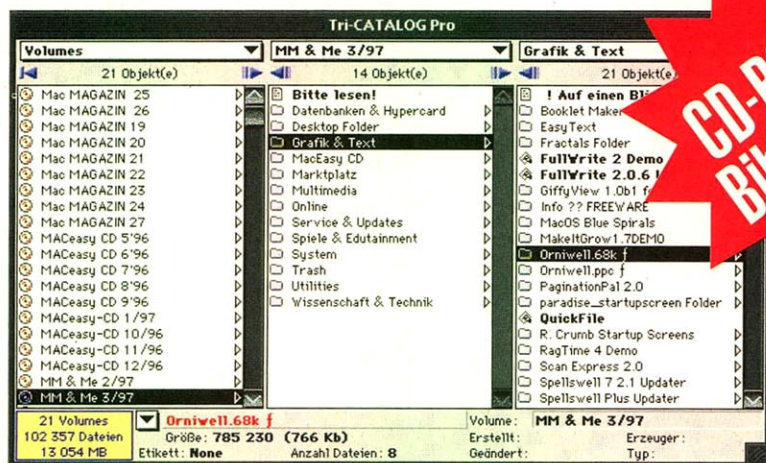 Tri-CATALOG Pro
Volumes
MM & Me 3/97
Grafik & Text
21 Objekt(e)
14 Objekt(e)
21 Objekt(e)
Mac MAGAZIN 25
Mac MAGAZIN 26
Mac MAGAZIN 19
Mac MAGAZIN 20
Mac MAGAZIN 21
Mac MAGAZIN 22
Mac MAGAZIN 23
Mac MAGAZIN 24
Mac MAGAZIN 27
MACeasy CD 5'96
MACeasy CD 6'96
MACeasy CD 7'96
MACeasy CD 8'96
MACeasy CD 9'96
MACeasy-CD 1/97
MACeasy-CD 10/96
MACeasy-CD 11/96
MACeasy-CD 12/96
MM & Me 2/97
MM & Me 3/97
Bitte lesen!
Datenbanken & Hypercard
Desktop Folder
Grafik & Text
MacEasy CD
Marktplatz
Multimedia
Online
Service & Updates
Spiele & Edutainment
System
Trash
Utilities
Wissenschaft & Technik
! Auf einen
Booklet Maker
EasyText
Fractals Folder
Full¥rite 2 Demo
Full¥rite 2.0.6
GiffyView 1.0b1
Info ?? FREEWARE
MacOS Blue Spirals
MakeItGrow1.7DEMO
Orniwell.68k ƒ
Orniwell.ppc ƒ
PaginationPal 2.0
paradise_startupscreen Folder
QuickFile
R. Crumb Startup Screens
RagTime 4 Demo
Scan Express 2.0
Spellswell 7 2.1 Updater
Spellswell Plus Updater
21 Volumes
102 357 Dateien
13 054 MB
Orniwell.68k ƒ
Größe: 785 230 (766 Kb)
Etikett: None
Anzahl Dateien: 8
Volume: MM & Me 3/97
Erstellt:
Erzeuger:
Geändert:
Typ: